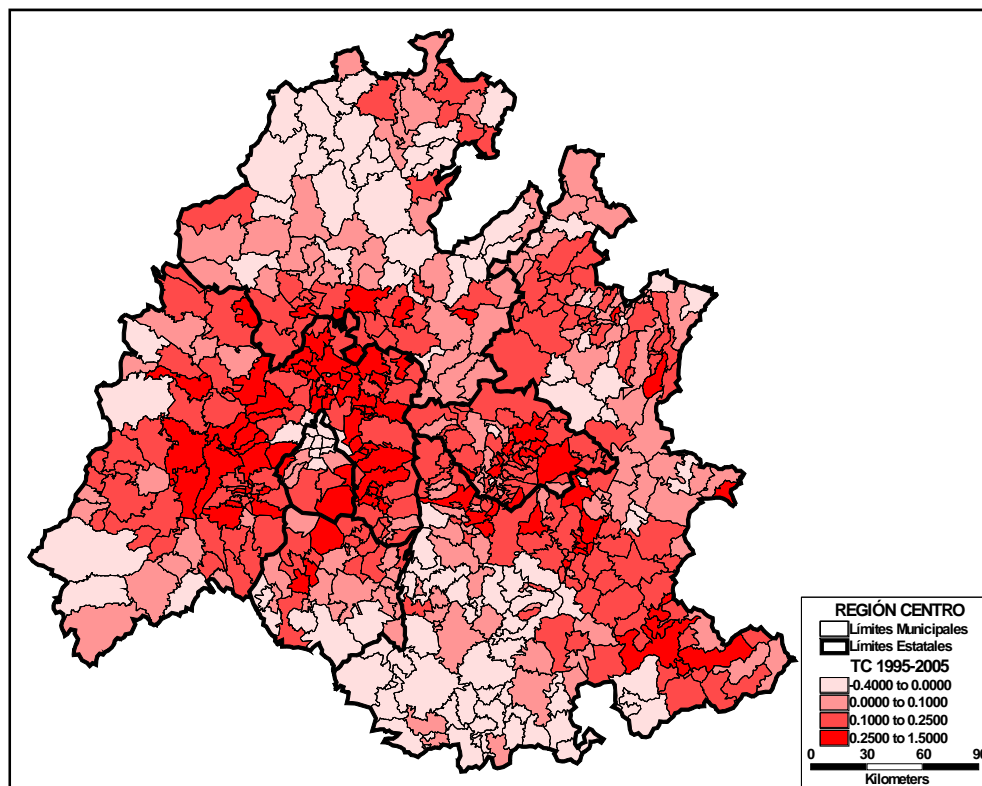 REGIÓN CENTRO
Límites Municipales
Límites Estatales
TC 1995-2005
-0.4000 to 0.0000
0.0000 to 0.1000
0.1000 to 0.2500
0.2500 to 1.5000
0 30 60 90
Kilometers